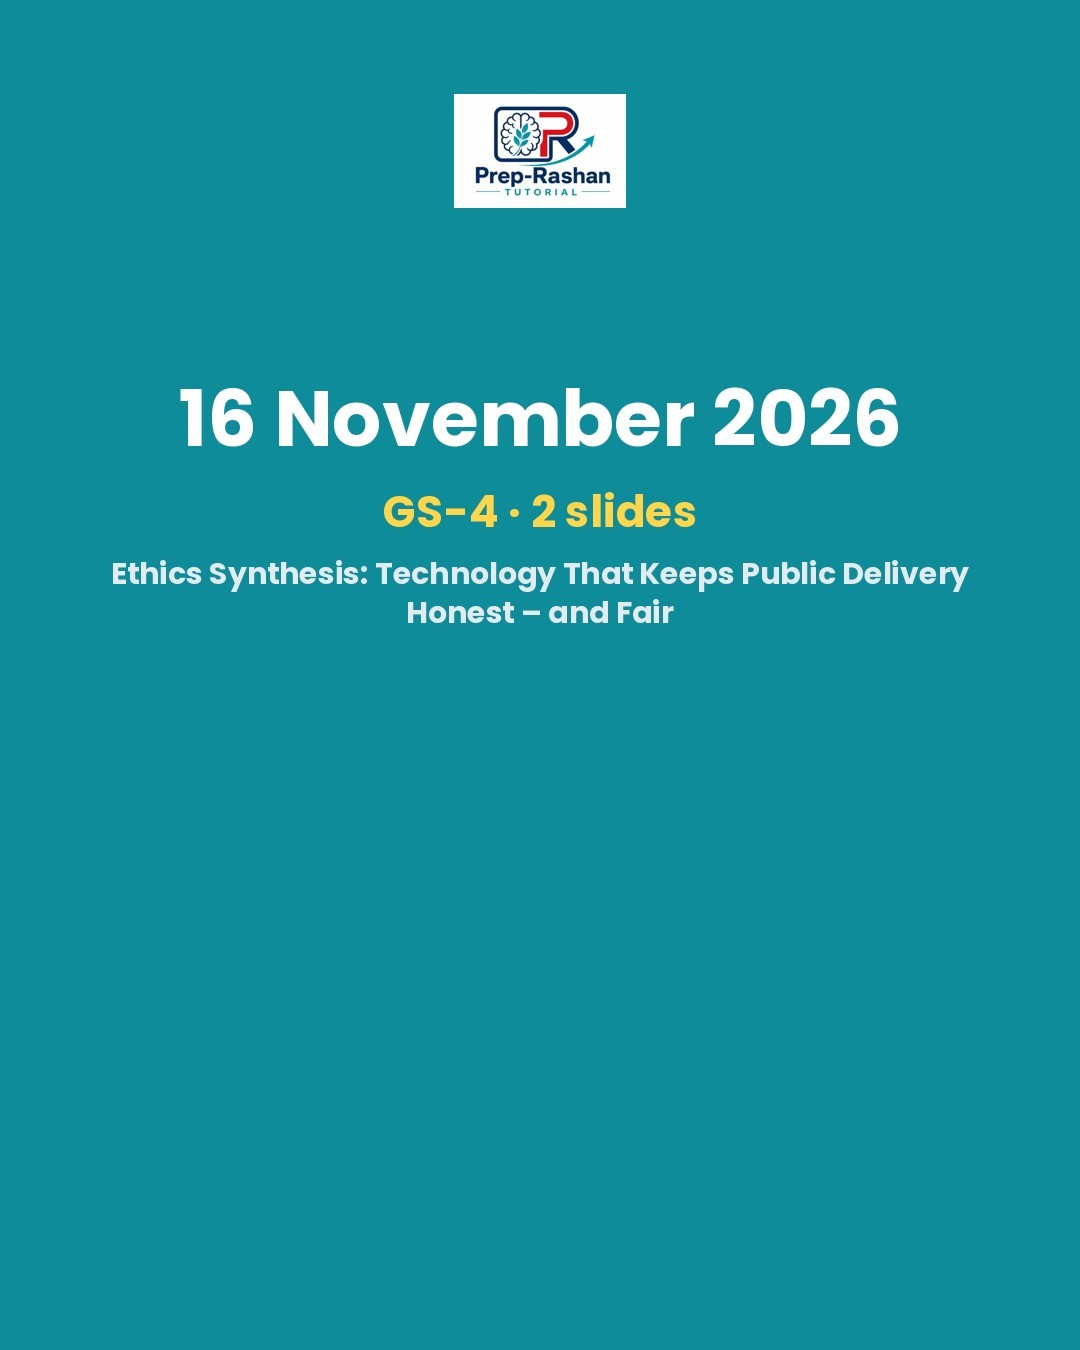 Prep-Rashan
TUTORIAL
16 November 2026
GS-4 · 2 slides
Ethics Synthesis: Technology That Keeps Public Delivery
Honest – and Fair